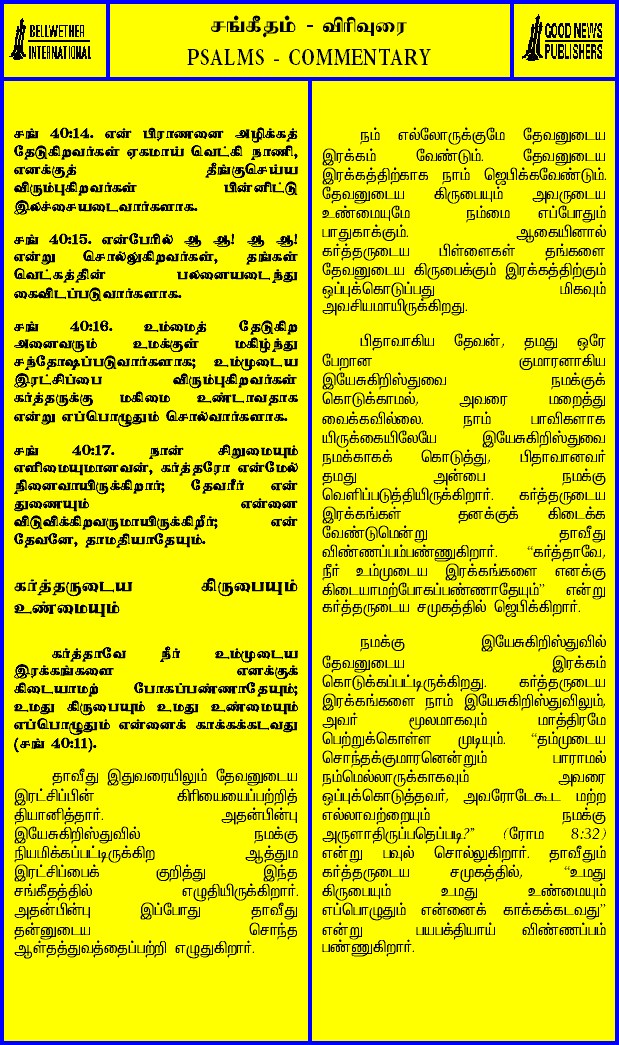 BELLWETHER
INTERNATIONAL
சங்கீதம் - விரிவுரை
PSALMS - COMMENTARY
GOOD NEWS
PUBLISHERS
சங் 40:14. என் பிராணனை அழிக்கத்
தேடுகிறவர்கள் ஏகமாய் வெட்கி நாணி,
எனக்குத் தீங்குசெய்ய
விரும்புகிறவர்கள் பின்னிட்டு
இலச்சையடைவார்களாக.
சங் 40:15. என்பேரில் ஆ ஆ! ஆ ஆ!
என்று சொல்லுகிறவர்கள், தங்கள்
வெட்கத்தின் பலனையடைந்து
கைவிடப்படுவார்களாக.
சங் 40:16. உம்மைத் தேடுகிற
அனைவரும் உமக்குள் மகிழ்ந்து
சந்தோஷப்படுவார்களாக; உம்முடைய
இரட்சிப்பை விரும்புகிறவர்கள்
கர்த்தருக்கு மகிமை உண்டாவதாக
என்று எப்பொழுதும் சொல்வார்களாக.
சங் 40:17. நான் சிறுமையும்
எளிமையுமானவன், கர்த்தரோ என்மேல்
நினைவாயிருக்கிறார்; தேவரீர் என்
துணையும் என்னை
விடுவிக்கிறவருமாயிருக்கிறீர்; என்
தேவனே, தாமதியாதேயும்.
கர்த்தருடைய கிருபையும்
உண்மையும்
கர்த்தாவே நீர் உம்முடைய
இரக்கங்களை எனக்குக்
கிடையாமற் போகப்பண்ணாதேயும்;
உமது கிருபையும் உமது உண்மையும்
எப்பொழுதும் என்னைக் காக்கக்கடவது
(சங் 40:11).
தாவீது இதுவரையிலும் தேவனுடைய
இரட்சிப்பின் கிரியையைப்பற்றித்
தியானித்தார். அதன்பின்பு
இயேசுகிறிஸ்துவில் நமக்கு
நியமிக்கப்பட்டிருக்கிற ஆத்தும
இரட்சிப்பைக் குறித்து இந்த
சங்கீதத்தில் எழுதியிருக்கிறார்.
அதன்பின்பு இப்போது தாவீது
தன்னுடைய சொந்த
ஆள்தத்துவத்தைப்பற்றி எழுதுகிறார்.
நம் எல்லோருக்குமே தேவனுடைய
இரக்கம் வேண்டும். தேவனுடைய
இரக்கத்திற்காக நாம் ஜெபிக்கவேண்டும்.
தேவனுடைய கிருபையும் அவருடைய
உண்மையுமே நம்மை எப்போதும்
பாதுகாக்கும். ஆகையினால்
கர்த்தருடைய பிள்ளைகள் தங்களை
தேவனுடைய கிருபைக்கும் இரக்கத்திற்கும்
ஒப்புக்கொடுப்பது மிகவும்
அவசியமாயிருக்கிறது.
பிதாவாகிய தேவன், தமது ஒரே
பேறான குமாரனாகிய
இயேசுகிறிஸ்துவை நமக்குக்
கொடுக்காமல், அவரை மறைத்து
வைக்கவில்லை. நாம் பாவிகளாக
யிருக்கையிலேயே இயேசுகிறிஸ்துவை
நமக்காகக் கொடுத்து, பிதாவானவர்
தமது அன்பை நமக்கு
வெளிப்படுத்தியிருக்கிறார். கர்த்தருடைய
இரக்கங்கள் தனக்குக் கிடைக்க
வேண்டுமென்று தாவீது
விண்ணப்பம்பண்ணுகிறார். “கர்த்தாவே,
நீர் உம்முடைய இரக்கங்களை எனக்கு
கிடையாமற்போகப்பண்ணாதேயும்” என்று
கர்த்தருடைய சமுகத்தில் ஜெபிக்கிறார்.
நமக்கு இயேசுகிறிஸ்துவில்
தேவனுடைய இரக்கம்
கொடுக்கப்பட்டிருக்கிறது. கர்த்தருடைய
இரக்கங்களை நாம் இயேசுகிறிஸ்துவிலும்,
அவர் மூலமாகவும் மாத்திரமே
பெற்றுக்கொள்ள முடியும். “தம்முடைய
சொந்தக்குமாரனென்றும் பாராமல்
நம்மெல்லாருக்காகவும் அவரை
ஒப்புக்கொடுத்தவர், அவரோடேகூட மற்ற
எல்லாவற்றையும் நமக்கு
அருளாதிருப்பதெப்படி?” (ரோம 8:32)
என்று பவுல் சொல்லுகிறார். தாவீதும்
கர்த்தருடைய சமுகத்தில், “உமது
கிருபையும் உமது உண்மையும்
எப்பொழுதும் என்னைக் காக்கக்கடவது”
என்று பயபக்தியாய் விண்ணப்பம்
பண்ணுகிறார்.